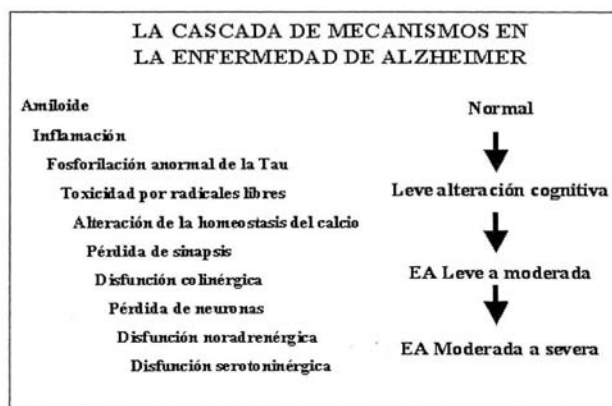 LA CASCADA DE MECANISMOS EN
LA ENFERMEDAD DE ALZHEIMER
Amiloide
Inflamación
Fosforilación anormal de la Tau
Toxicidad por radicales libres
Alteración de la homeostasis del calcio
Pérdida de sinapsis
Disfunción colinérgica
Pérdida de neuronas
Disfunción noradrenérgica
Disfunción serotoninérgica
Normal
Leve alteración cognitiva
EA Leve a moderada
EA Moderada a severa